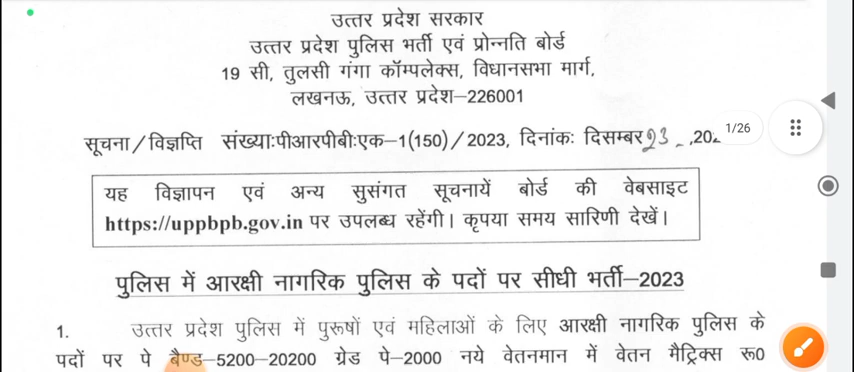 उत्तर प्रदेश सरकार
उत्तर प्रदेश पुलिस भर्ती एवं प्रोन्नति बोर्ड
19 सी, तुलसी गंगा कॉम्पलेक्स, विधानसभा मार्ग,
लखनऊ, उत्तर प्रदेश–226001
सूचना/विज्ञप्ति संख्याःपीआरपीबीःएक–1(150)/2023, दिनांकः दिसम्बर 23 ,202
1/26
यह विज्ञापन एवं अन्य सुसंगत सूचनायें बोर्ड की वेबसाइट
https://uppbpb.gov.in पर उपलब्ध रहेंगी। कृपया समय सारिणी देखें।
पुलिस में आरक्षी नागरिक पुलिस के पदों पर सीधी भर्ती–2023
1. उत्तर प्रदेश पुलिस में पुरूषों एवं महिलाओं के लिए आरक्षी नागरिक पुलिस के
पदों पर पे बैण्ड–5200–20200 ग्रेड पे–2000 नये वेतनमान में वेतन मैट्रिक्स रू0